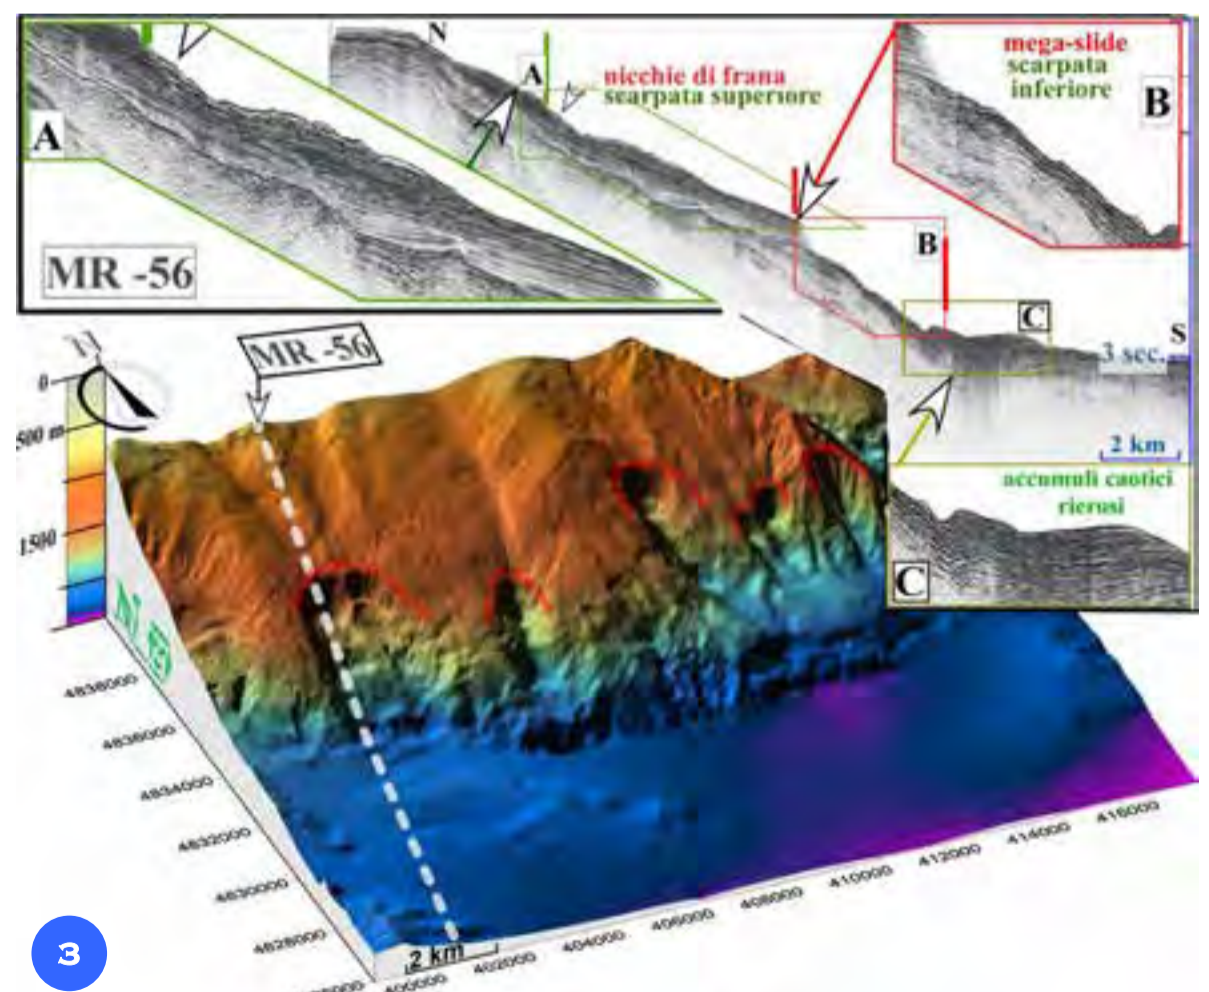 N
A
nicchie di frana
scarpata superiore
mega-slide
scarpata
inferiore
B
A
MR -56
B
C
S
3 sec.
2 km
accumuli caotici
C
N
MR -56
0
500 m
1500
4838000
4836000
4834000
4832000
4830000
4828000
2 km
400000
402000
404000
406000
408000
410000
412000
414000
416000
3